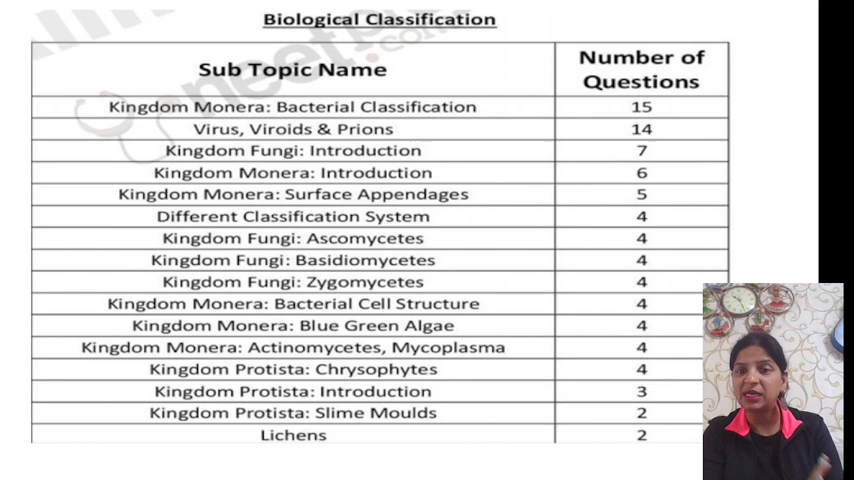 Biological Classification
Sub Topic Name Number of Questions
Kingdom Monera: Bacterial Classification 15
Virus, Viroids & Prions 14
Kingdom Fungi: Introduction 7
Kingdom Monera: Introduction 6
Kingdom Monera: Surface Appendages 5
Different Classification System 4
Kingdom Fungi: Ascomycetes 4
Kingdom Fungi: Basidiomycetes 4
Kingdom Fungi: Zygomycetes 4
Kingdom Monera: Bacterial Cell Structure 4
Kingdom Monera: Blue Green Algae 4
Kingdom Monera: Actinomycetes, Mycoplasma 4
Kingdom Protista: Chrysophytes 4
Kingdom Protista: Introduction 3
Kingdom Protista: Slime Moulds 2
Lichens 2